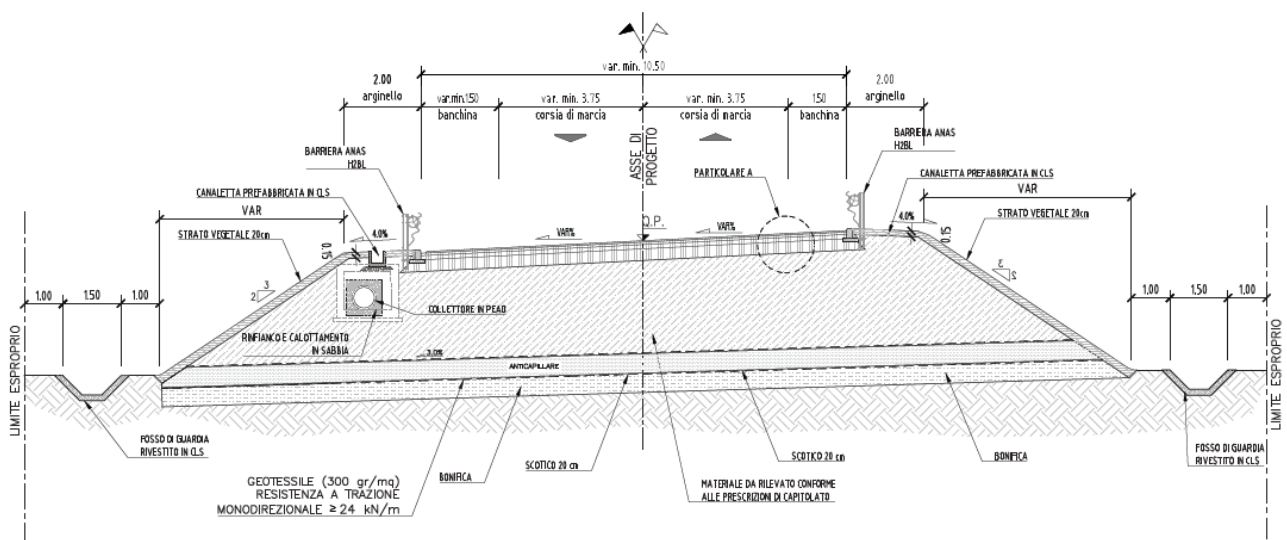 var. min. 10.50
2.00
arginello
var.min.1.50
banchina
var. min. 3.75
corsia di marcia
var. min. 3.75
corsia di marcia
1.50
banchina
2.00
arginello
BARRIERA ANAS
H2BL
ASSE DI
PROGETTO
BARRIERA ANAS
H2BL
CANALETTA PREFABBRICATA IN CLS
PARTICOLARE A
CANALETTA PREFABBRICATA IN CLS
VAR
VAR
STRATO VEGETALE 20cm
4.0%
VAR%
Q.P.
VAR%
4.0%
STRATO VEGETALE 20cm
0.15
0.15
3
2
3
2
1.00
1.50
1.00
COLLETTORE IN PEAD
1.00
1.50
1.00
RINFIANCO E CALOTTAMENTO
IN SABBIA
3.0%
ANTICAPILLARE
LIMITE ESPROPRIO
LIMITE ESPROPRIO
FOSSO DI GUARDIA
RIVESTITO IN CLS
BONIFICA
SCOTICO 20 cm
SCOTICO 20 cm
BONIFICA
FOSSO DI GUARDIA
RIVESTITO IN CLS
GEOTESSILE (300 gr/mq)
RESISTENZA A TRAZIONE
MONODIREZIONALE ≥24 kN/m
MATERIALE DA RILEVATO CONFORME
ALLE PRESCRIZIONI DI CAPITOLATO